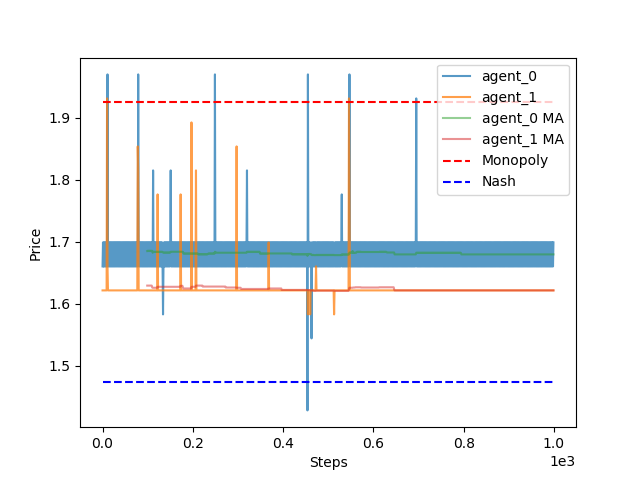 agent_0
agent_1
agent_0 MA
agent_1 MA
Monopoly
Nash
Price
1.9
1.8
1.7
1.6
1.5
0.0 0.2 0.4 0.6 0.8 1.0
Steps 1e3